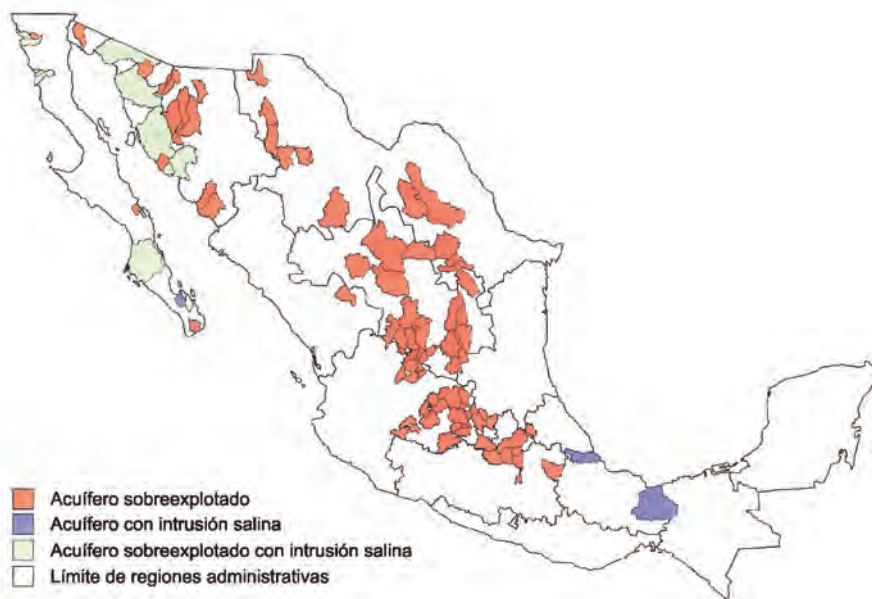 Acuífero sobreexplotado
Acuífero con intrusión salina
Acuífero sobreexplotado con intrusión salina
Límite de regiones administrativas